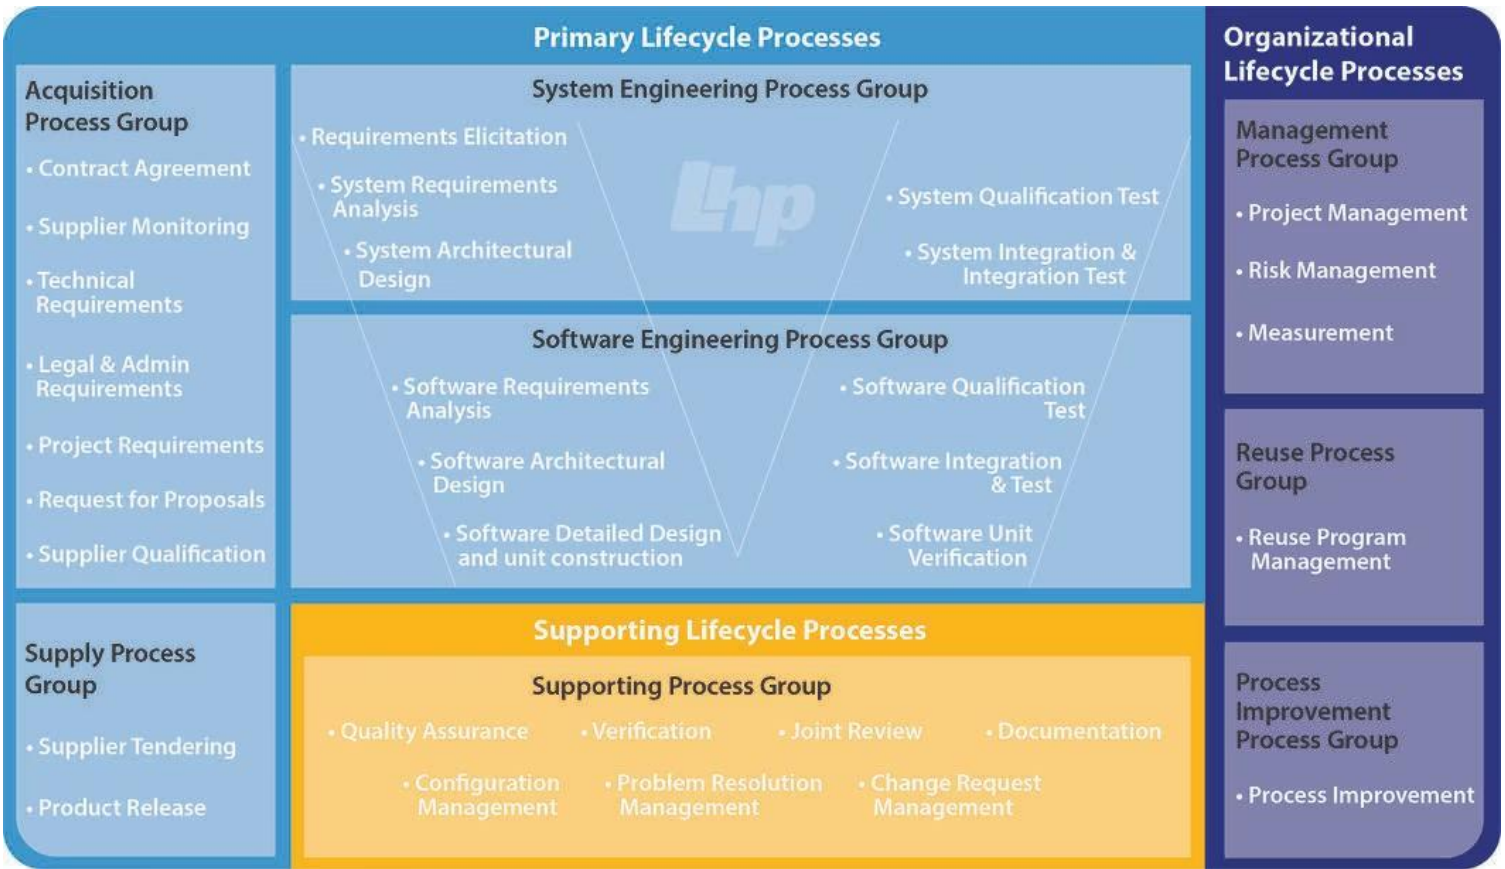 Primary Lifecycle Processes
Acquisition
Process Group
• Contract Agreement
• Supplier Monitoring
• Technical
Requirements
• Legal & Admin
Requirements
• Project Requirements
• Request for Proposals
• Supplier Qualification
Supply Process
Group
• Supplier Tendering
• Product Release
System Engineering Process Group
• Requirements Elicitation
• System Requirements
Analysis
• System Architectural
Design
Lhp
• System Qualification Test
• System Integration &
Integration Test
Software Engineering Process Group
• Software Requirements
Analysis
• Software Architectural
Design
• Software Detailed Design
and unit construction
• Software Qualification
Test
• Software Integration
& Test
• Software Unit
Verification
Supporting Lifecycle Processes
Supporting Process Group
• Quality Assurance
• Verification
• Joint Review
• Documentation
• Configuration
Management
• Problem Resolution
Management
• Change Request
Management
Organizational
Lifecycle Processes
Management
Process Group
• Project Management
• Risk Management
• Measurement
Reuse Process
Group
• Reuse Program
Management
Process
Improvement
Process Group
• Process Improvement